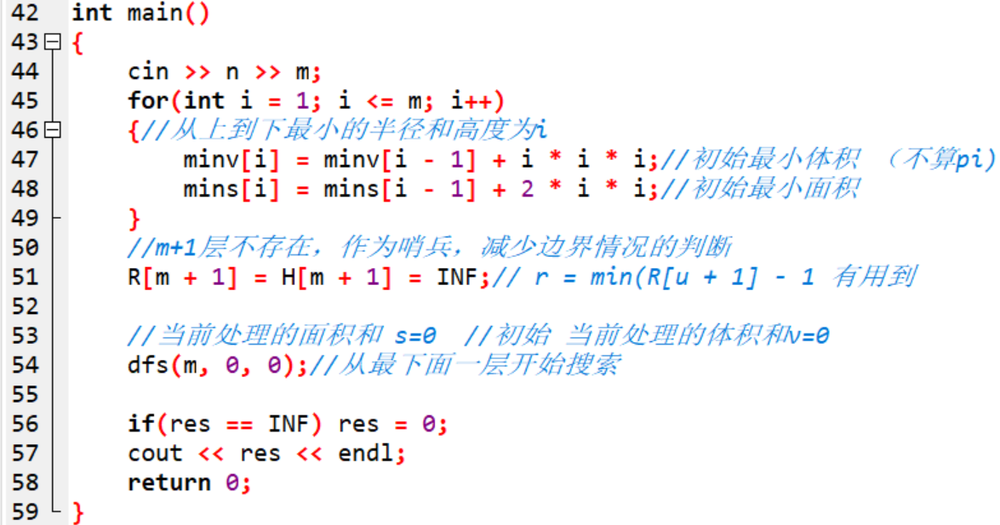 42 int main()
43 {
44 cin >> n >> m;
45 for(int i = 1; i <= m; i++)
46 {//从上到下最小的半径和高度为i
47 minv[i] = minv[i - 1] + i * i * i;//初始最小体积 （不算pi)
48 mins[i] = mins[i - 1] + 2 * i * i;//初始最小面积
49 }
50 //m+1层不存在，作为哨兵，减少边界情况的判断
51 R[m + 1] = H[m + 1] = INF;// r = min(R[u + 1] - 1 有用到
52
53 //当前处理的面积和 s=0 //初始 当前处理的体积和v=0
54 dfs(m, 0, 0);//从最下面一层开始搜索
55
56 if(res == INF) res = 0;
57 cout << res << endl;
58 return 0;
59 }